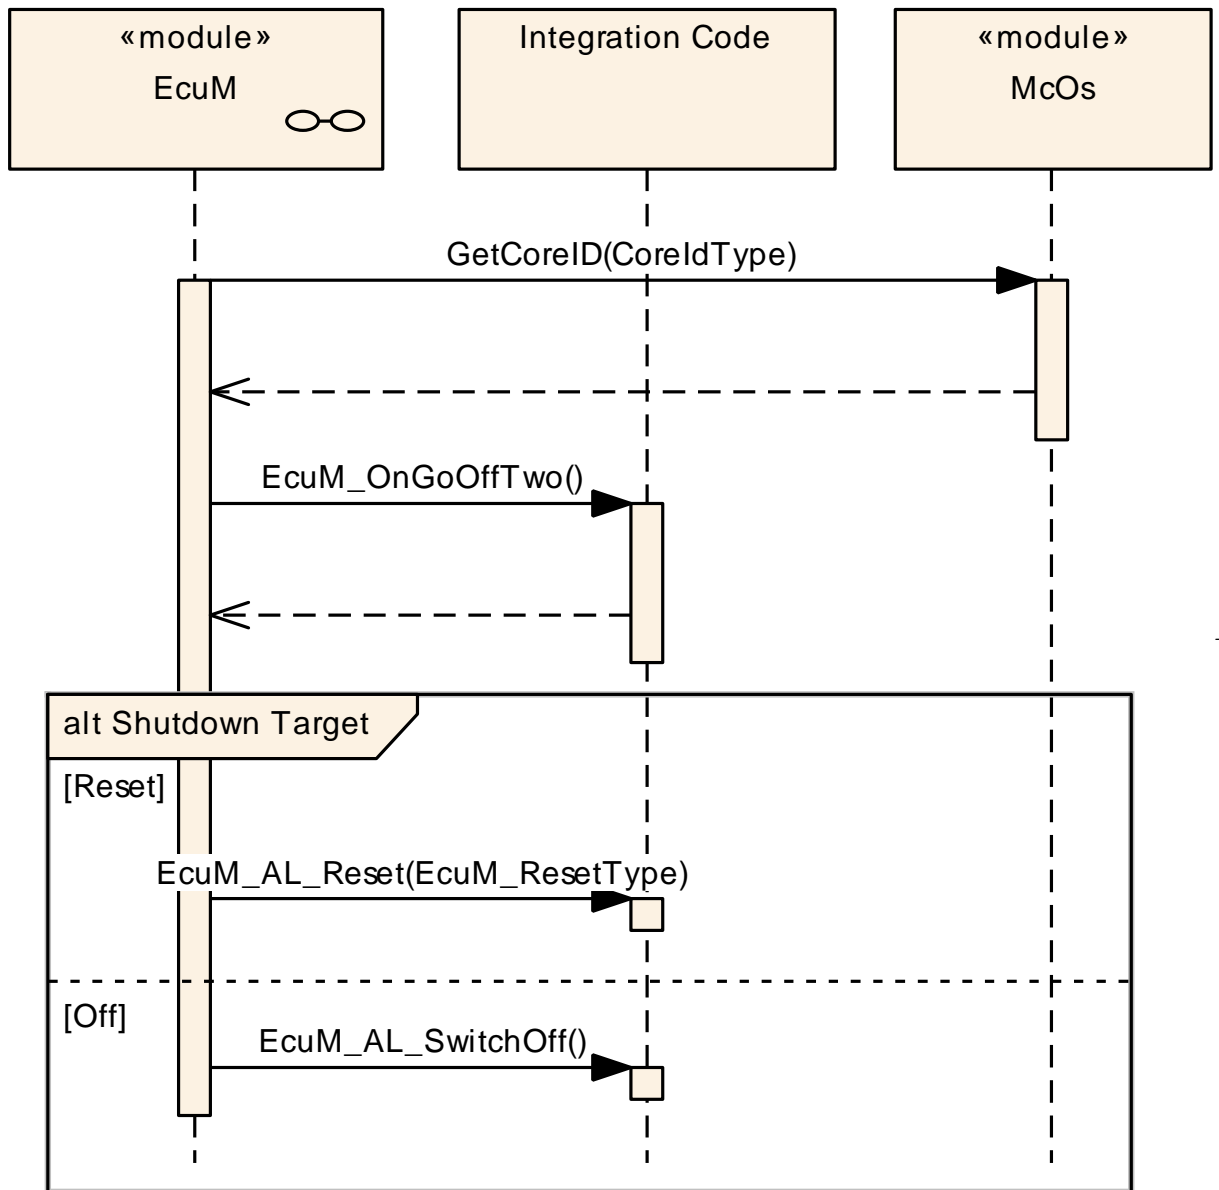 «module»
EcuM
Integration Code
«module»
McOs
GetCoreID(CoreIdType)
EcuM_OnGoOffTwo()
alt Shutdown Target
[Reset]
EcuM_AL_Reset(EcuM_ResetType)
[Off]
EcuM_AL_SwitchOff()